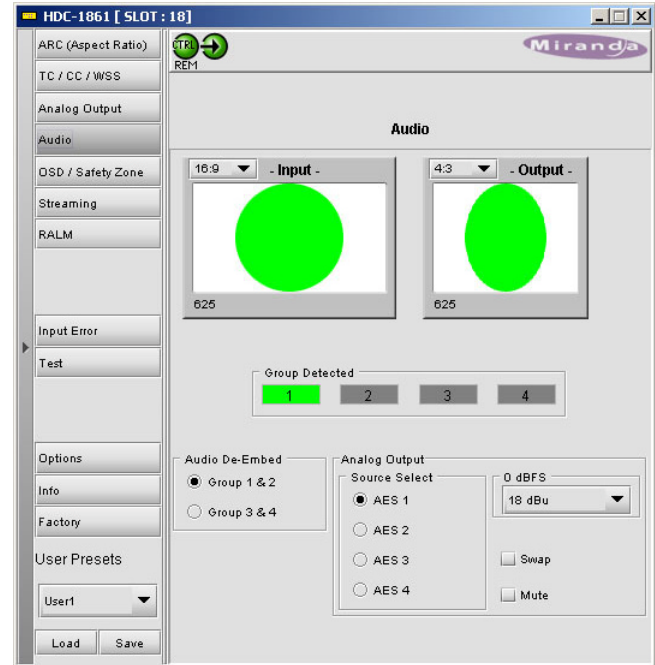 HDC-1861 [ SLOT : 18]
ARC (Aspect Ratio)
TC / CC / WSS
Analog Output
Audio
OSD / Safety Zone
Streaming
RALM
Input Error
Test
Options
Info
Factory
User Presets
User1
Load Save
CTRL
REM
Miranda
Audio
16:9 - Input -
625
4:3 - Output -
625
Group Detected
1 2 3 4
Audio De-Embed
Group 1 & 2
Group 3 & 4
Analog Output
Source Select
AES 1
AES 2
AES 3
AES 4
0 dBFS
18 dBu
Swap
Mute